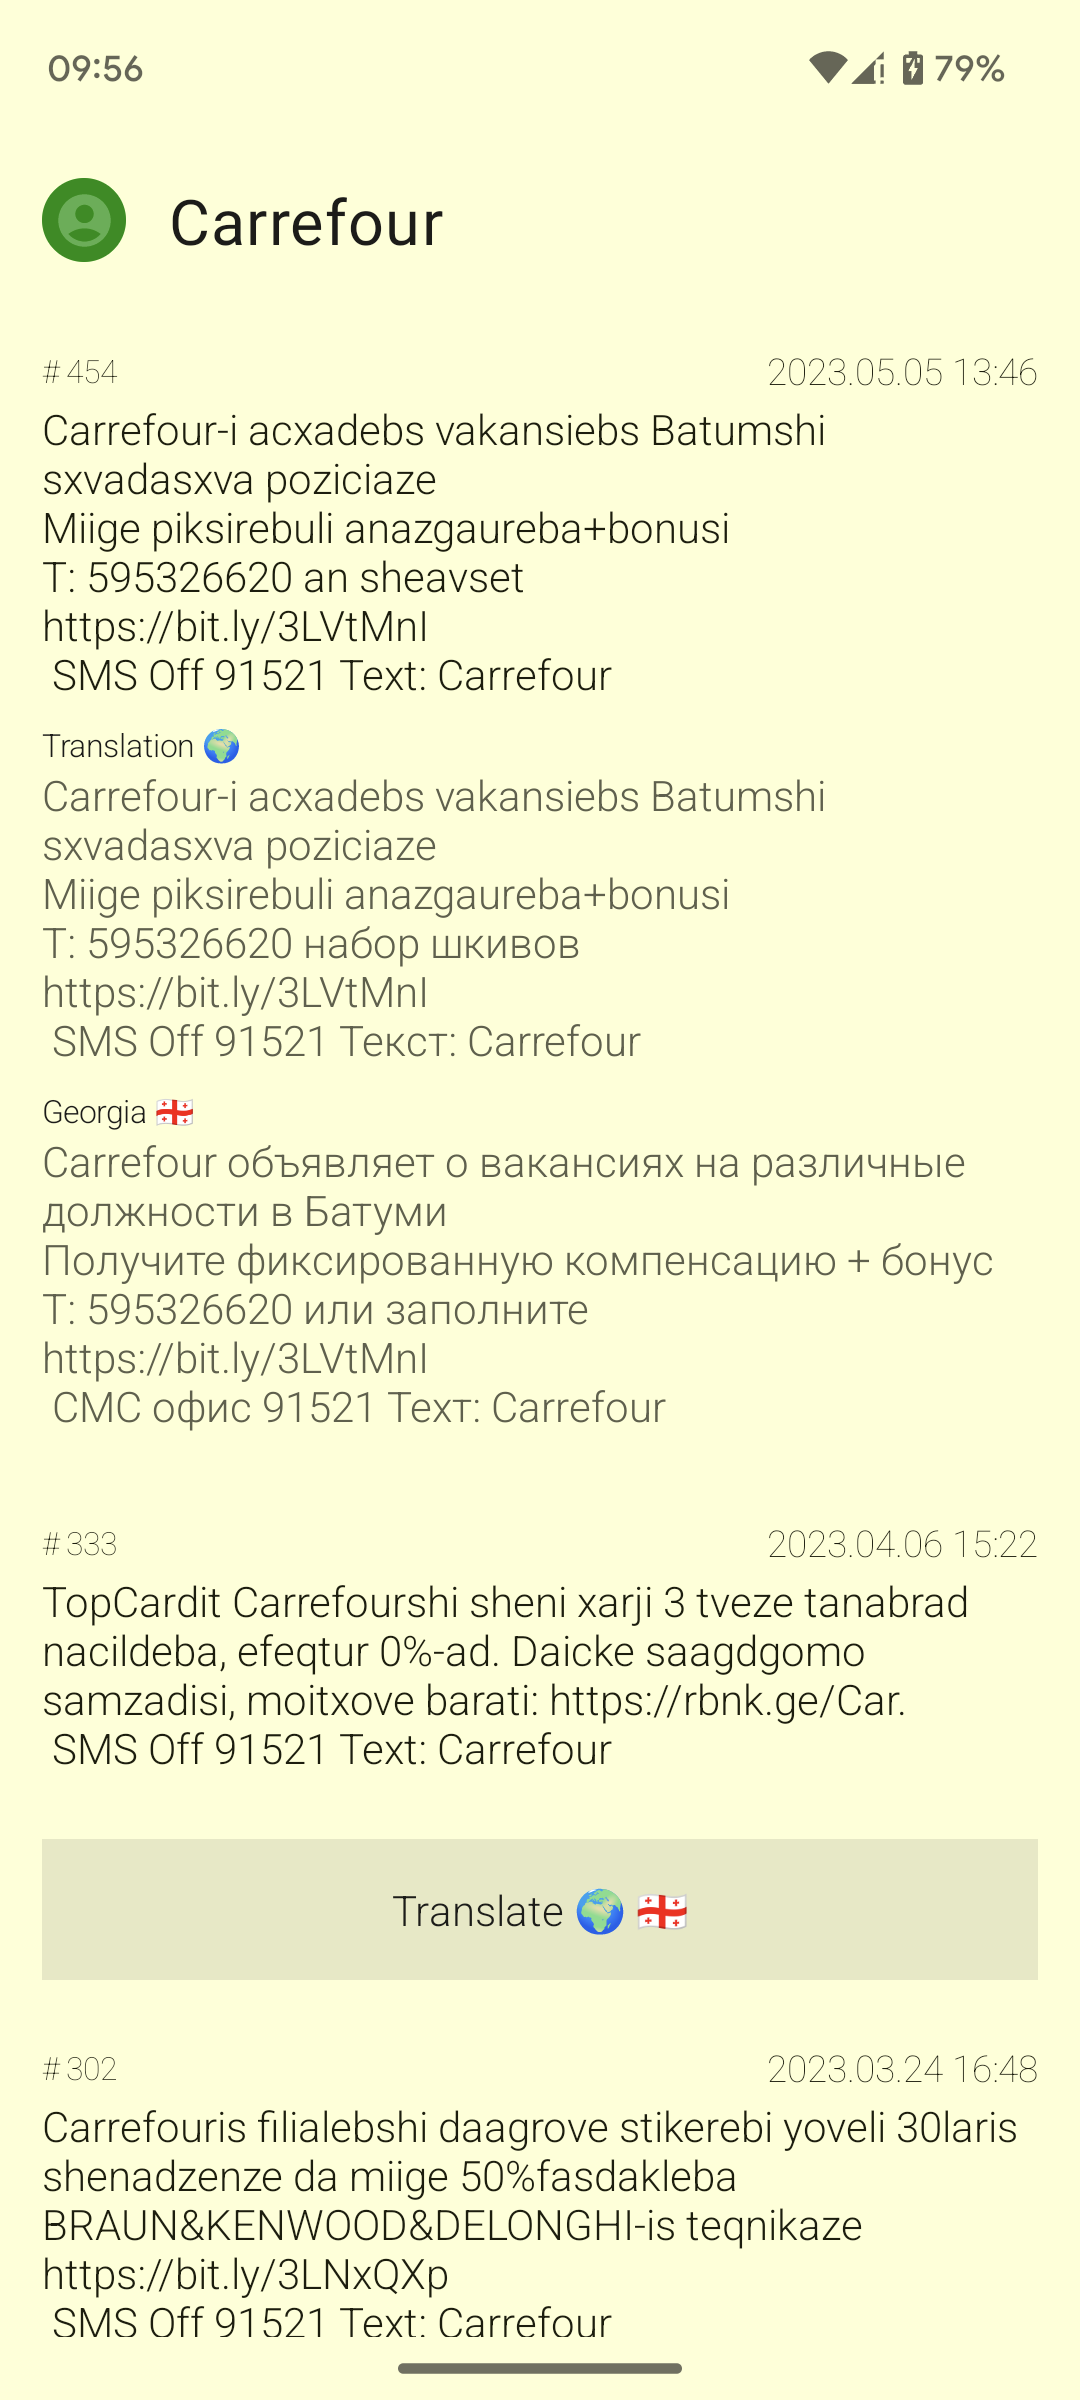 09:56
79%
Carrefour
# 454
2023.05.05 13:46
Carrefour-i acxadebs vakansiebs Batumshi
sxvadasxva poziciaze
Miige piksirebuli anazgaureba+bonusi
T: 595326620 an sheavset
https://bit.ly/3LVtMnI
SMS Off 91521 Text: Carrefour
Translation 🌍
Carrefour-i acxadebs vakansiebs Batumshi
sxvadasxva poziciaze
Miige piksirebuli anazgaureba+bonusi
T: 595326620 набор шкивов
https://bit.ly/3LVtMnI
SMS Off 91521 Текст: Carrefour
Georgia 🇬🇪
Carrefour объявляет о вакансиях на различные
должности в Батуми
Получите фиксированную компенсацию + бонус
Т: 595326620 или заполните
https://bit.ly/3LVtMnI
СМС офис 91521 Техт: Carrefour
# 333
2023.04.06 15:22
TopCardit Carrefourshi sheni xarji 3 tveze tanabrad
nacildeba, efeqtur 0%-ad. Daicke saagdgomo
samzadisi, moitxove barati: https://rbnk.ge/Car.
SMS Off 91521 Text: Carrefour
Translate 🌍 🇬🇪
# 302
2023.03.24 16:48
Carrefouris filialebshi daagrove stikerebi yoveli 30laris
shenadzenze da miige 50%fasdakleba
BRAUN&KENWOOD&DELONGHI-is teqnikaze
https://bit.ly/3LNxQXp
SMS Off 91521 Text: Carrefour